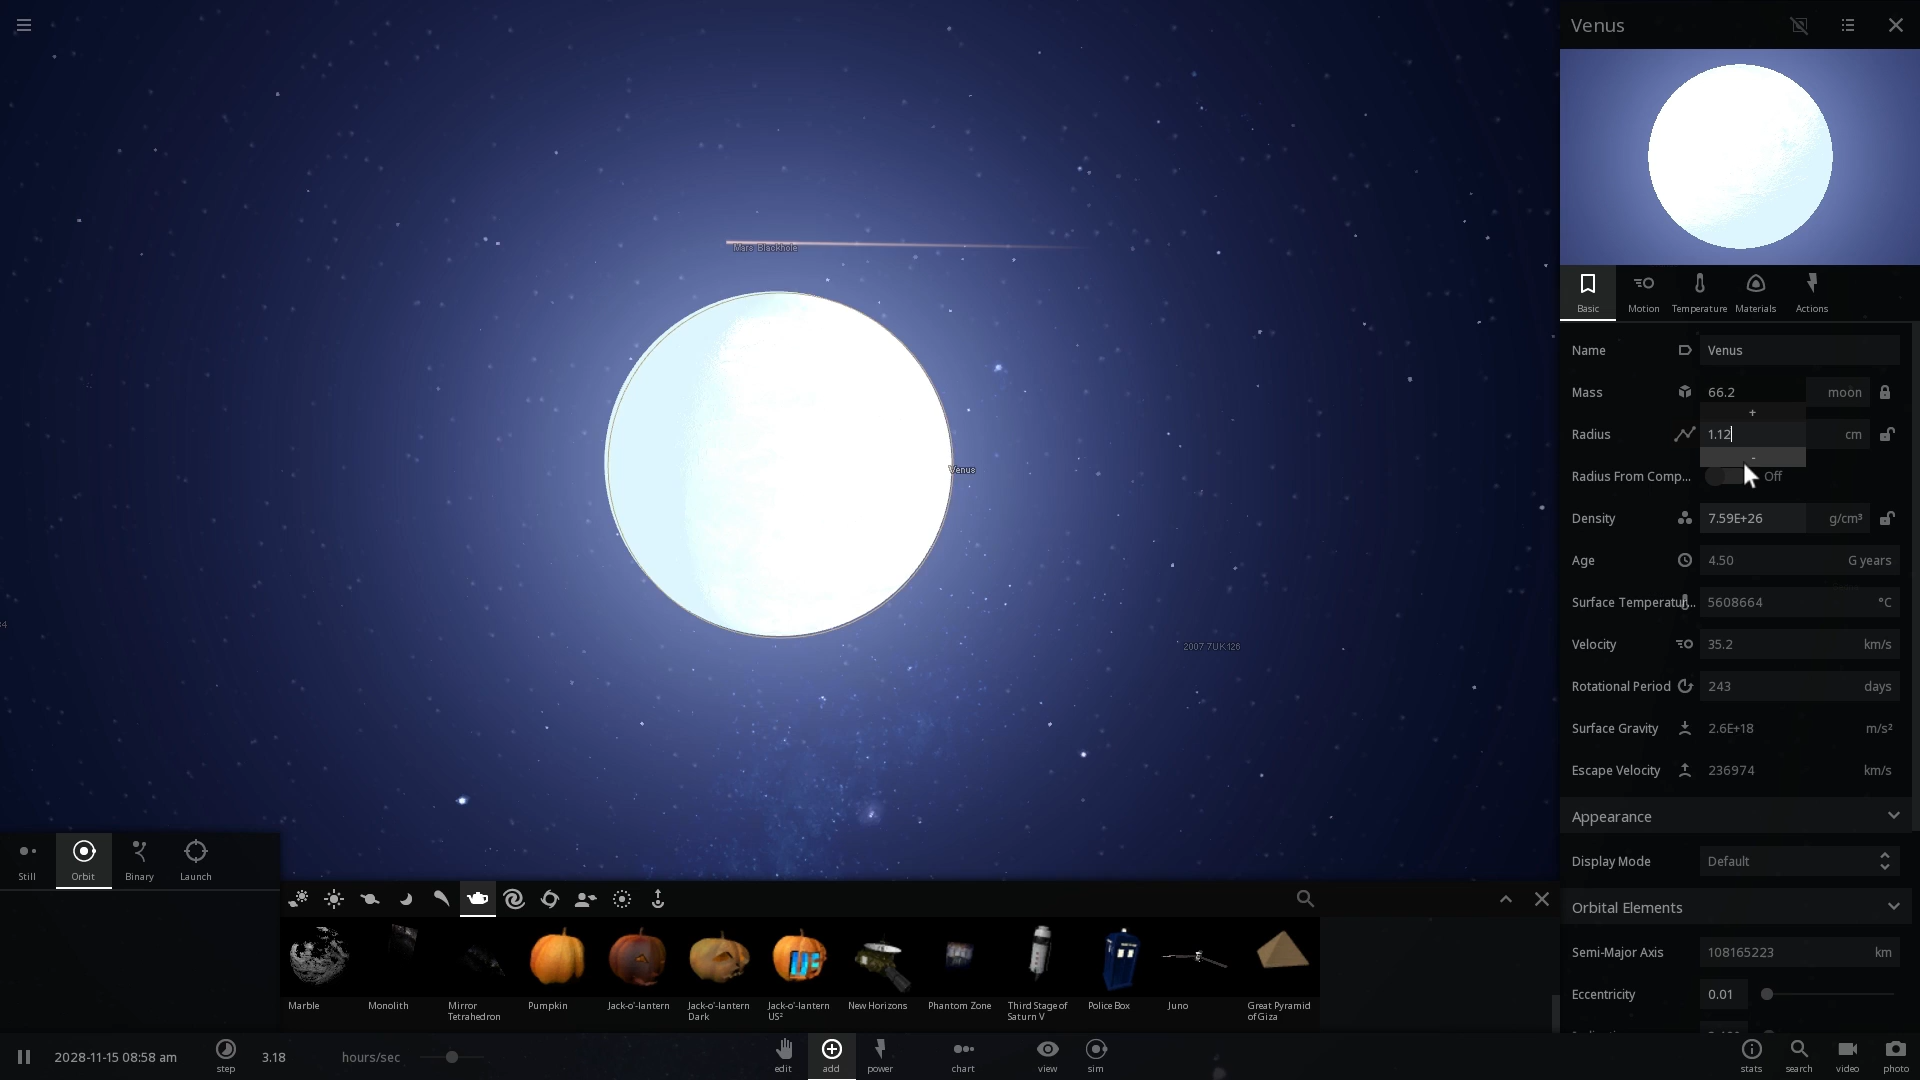 Venus
Mars Blackhole
Venus
2007 7UK126
Basic
Motion
Temperature
Materials
Actions
Name Venus
Mass 66.2 moon
+
Radius 1.12 cm
-
Radius From Comp... Off
Density 7.59E+26 g/cm³
Age 4.50 G years
Surface Temperatur... 5608664 °C
Velocity 35.2 km/s
Rotational Period 243 days
Surface Gravity 2.6E+18 m/s²
Escape Velocity 236974 km/s
Appearance
Display Mode Default
Orbital Elements
Semi-Major Axis 108165223 km
Eccentricity 0.01
Still
Orbit
Binary
Launch
Marble
Monolith
Mirror
Tetrahedron
Pumpkin
Jack-o'-lantern
Jack-o'-lantern
Dark
Jack-o'-lantern
US²
New Horizons
Phantom Zone
Third Stage of
Saturn V
Police Box
Juno
Great Pyramid
of Giza
2028-11-15 08:58 am
step
3.18 hours/sec
edit
add
power
chart
view
sim
stats
search
video
photo